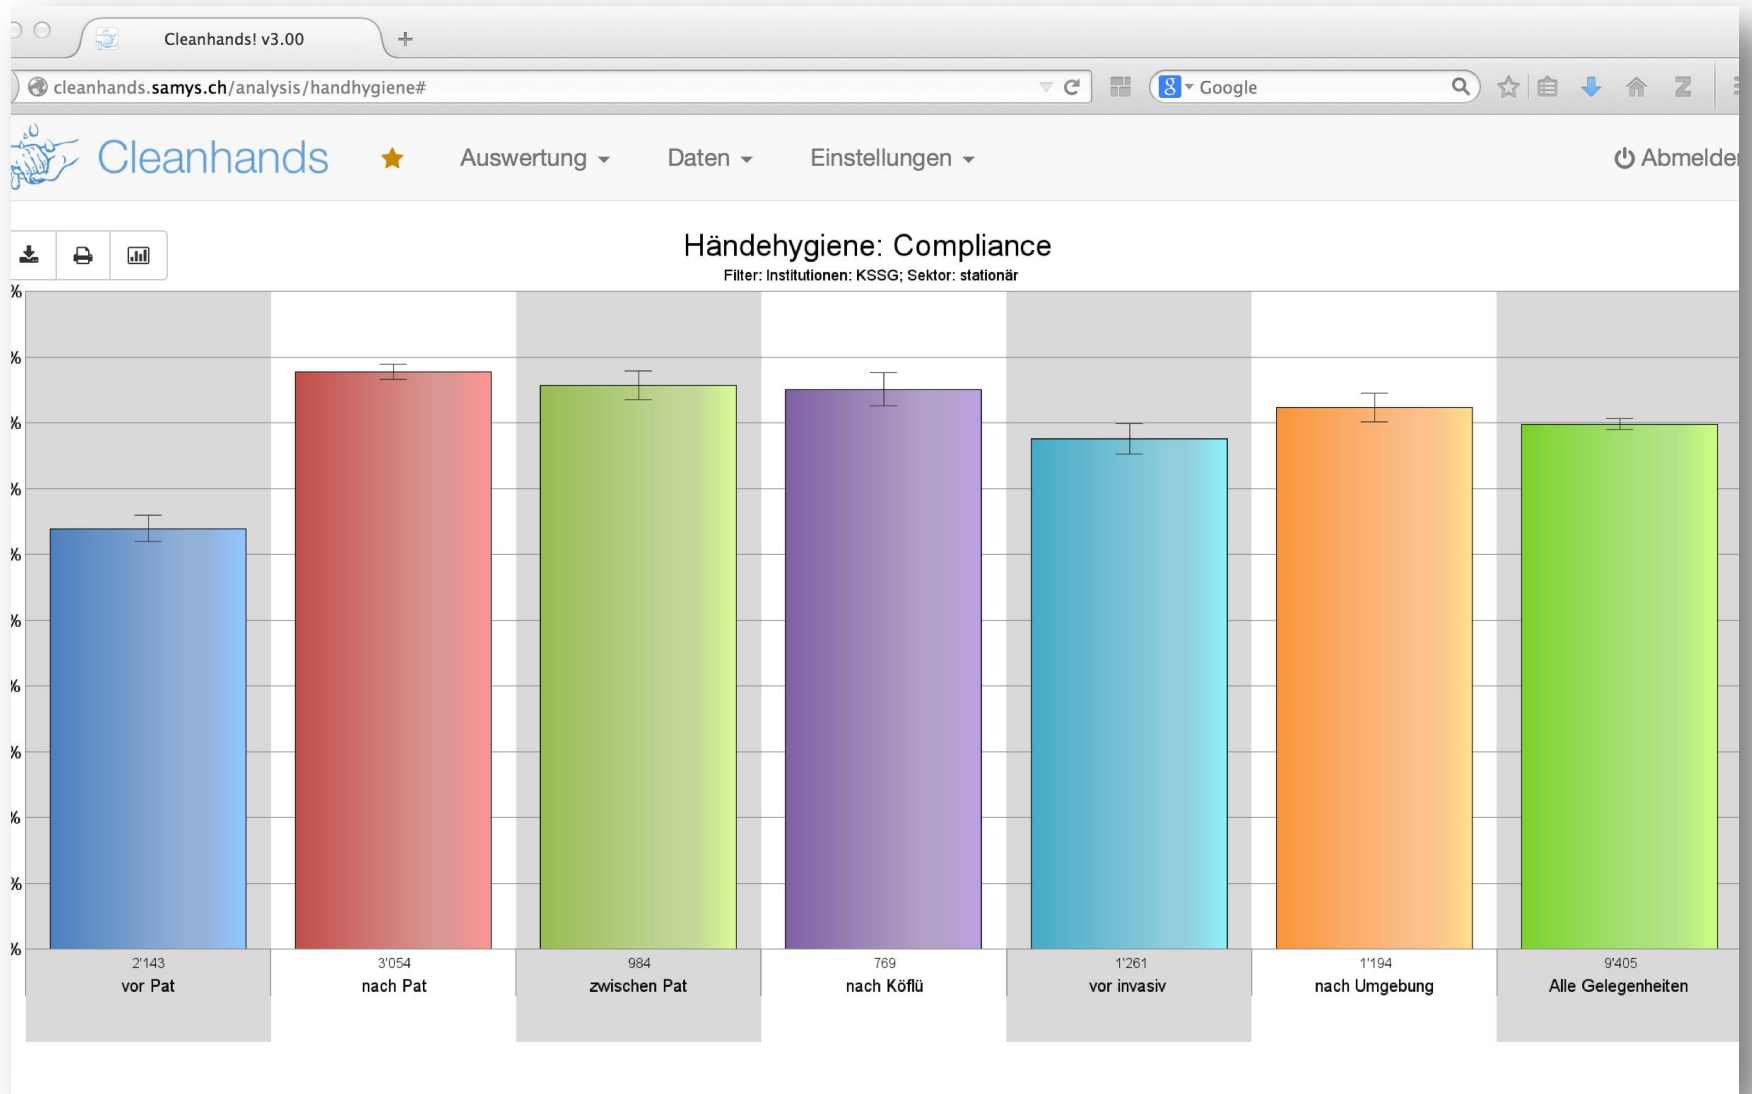 Cleanhands! v3.00
cleanhands.samys.ch/analysis/handhygiene#
Google
Cleanhands
Auswertung
Daten
Einstellungen
Abmelde
Händehygiene: Compliance
Filter: Institutionen: KSSG; Sektor: stationär
%
%
%
%
%
%
%
%
%
%
%
2'143
3'054
984
769
1'261
1'194
9'405
vor Pat
nach Pat
zwischen Pat
nach Köflü
vor invasiv
nach Umgebung
Alle Gelegenheiten